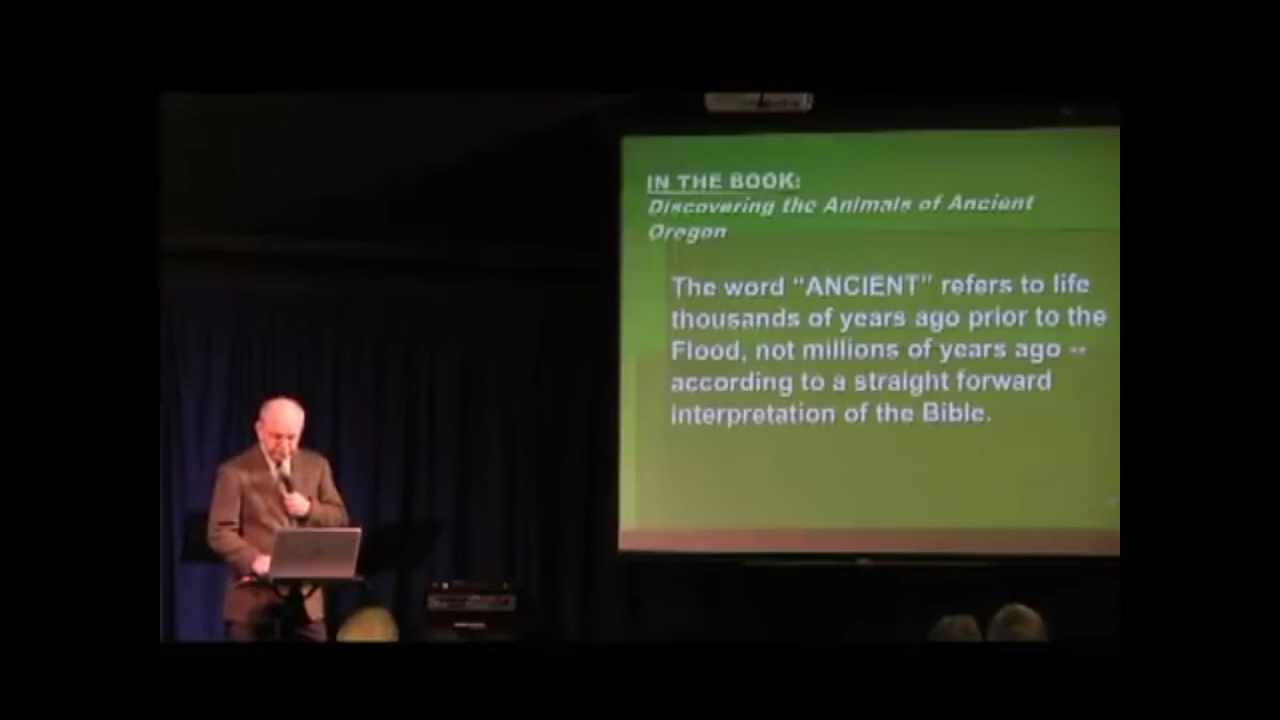 IN THE BOOK:
Discovering the Animals of Ancient
Oregon
The word "ANCIENT" refers to life
thousands of years ago prior to the
Flood, not millions of years ago --
according to a straight forward
interpretation of the Bible.